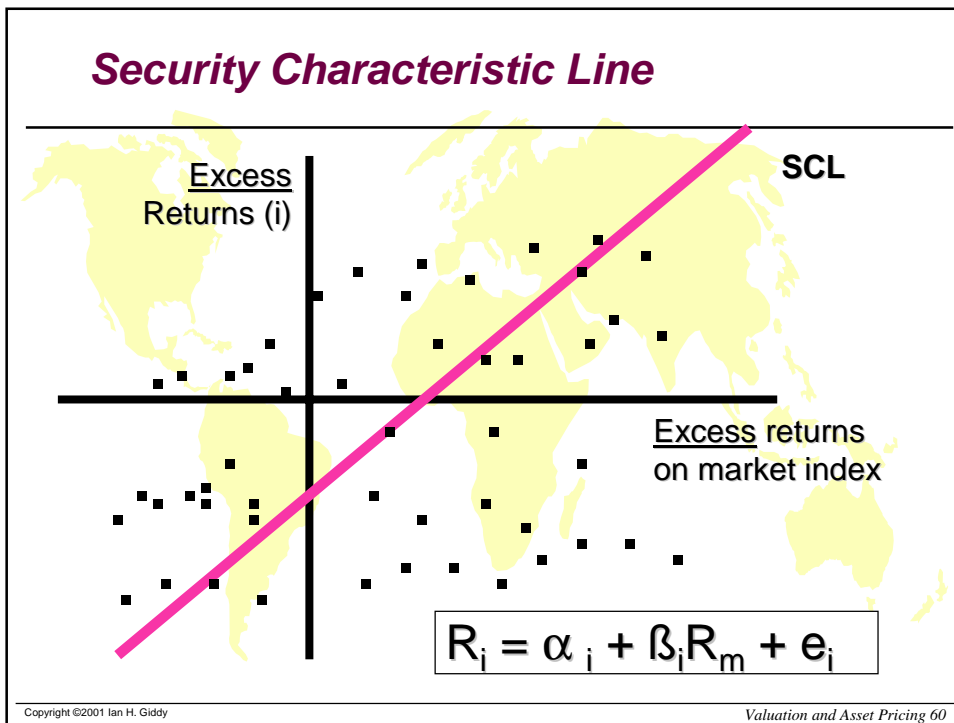 Security Characteristic Line
Excess
Returns (i)
SCL
Excess returns
on market index
Rᵢ = α ᵢ + ßᵢRₘ + eᵢ
Copyright ©2001 Ian H. Giddy
Valuation and Asset Pricing 60